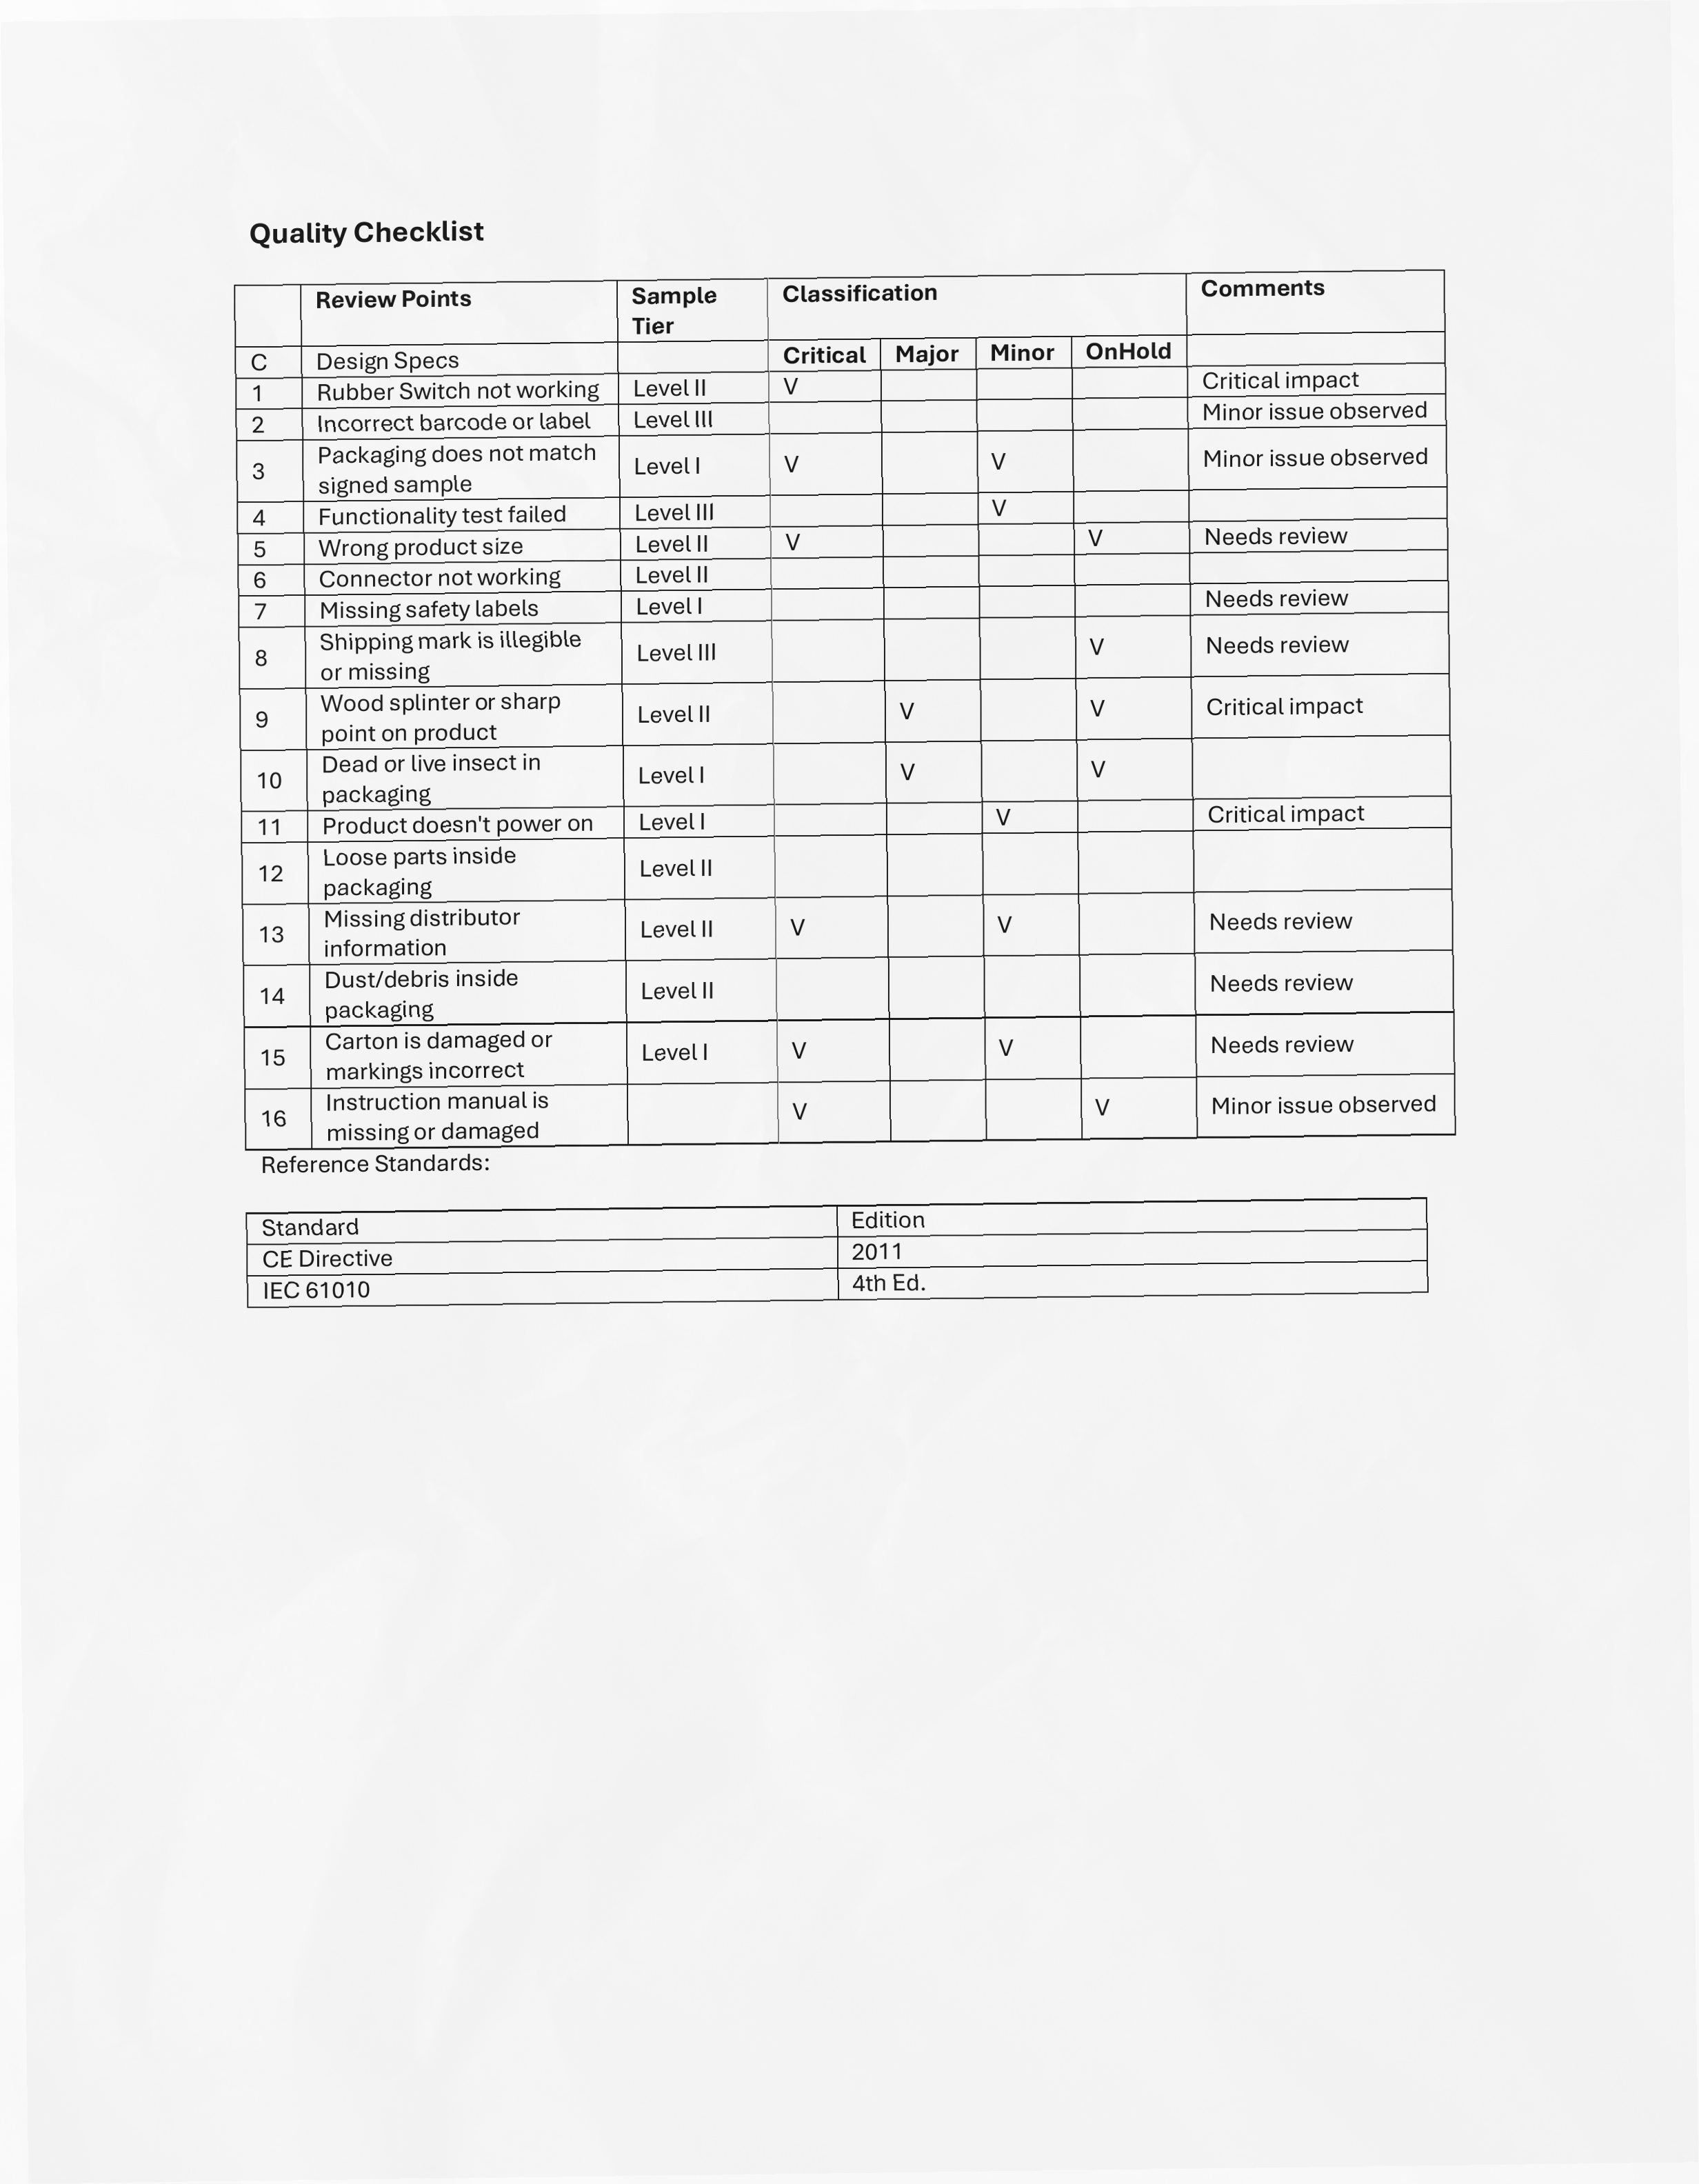 Quality Checklist
Review Points Sample Tier Classification Comments
C Design Specs Critical Major Minor OnHold
1 Rubber Switch not working Level II V Critical impact
2 Incorrect barcode or label Level III Minor issue observed
3 Packaging does not match signed sample Level I V V Minor issue observed
4 Functionality test failed Level III V
5 Wrong product size Level II V V Needs review
6 Connector not working Level II
7 Missing safety labels Level I Needs review
8 Shipping mark is illegible or missing Level III V Needs review
9 Wood splinter or sharp point on product Level II V V Critical impact
10 Dead or live insect in packaging Level I V V
11 Product doesn't power on Level I V Critical impact
12 Loose parts inside packaging Level II
13 Missing distributor information Level II V V Needs review
14 Dust/debris inside packaging Level II Needs review
15 Carton is damaged or markings incorrect Level I V V Needs review
16 Instruction manual is missing or damaged V V Minor issue observed
Reference Standards:
Standard Edition
CE Directive 2011
IEC 61010 4th Ed.